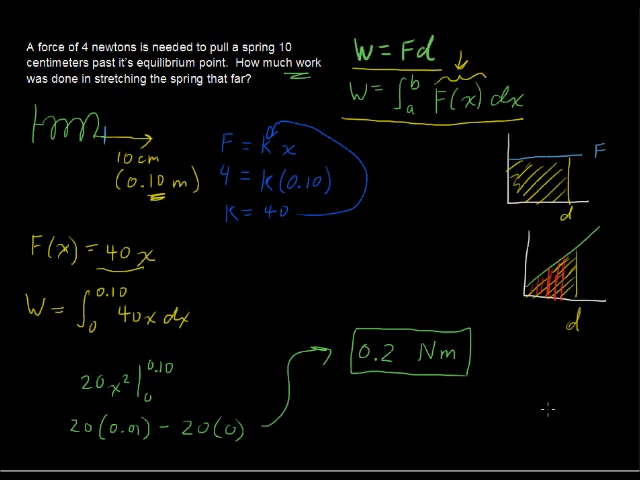 A force of 4 newtons is needed to pull a spring 10
centimeters past it's equilibrium point. How much work
was done in stretching the spring that far?
W = Fd
W = ∫ₐᵇ F(x) dx
10 cm
(0.10 m)
F = K x
4 = K(0.10)
K = 40
F
d
F(x) = 40x
W = ∫₀^0.10 40x dx
d
20x² |₀^0.10
20(0.01) - 20(0)
0.2 Nm